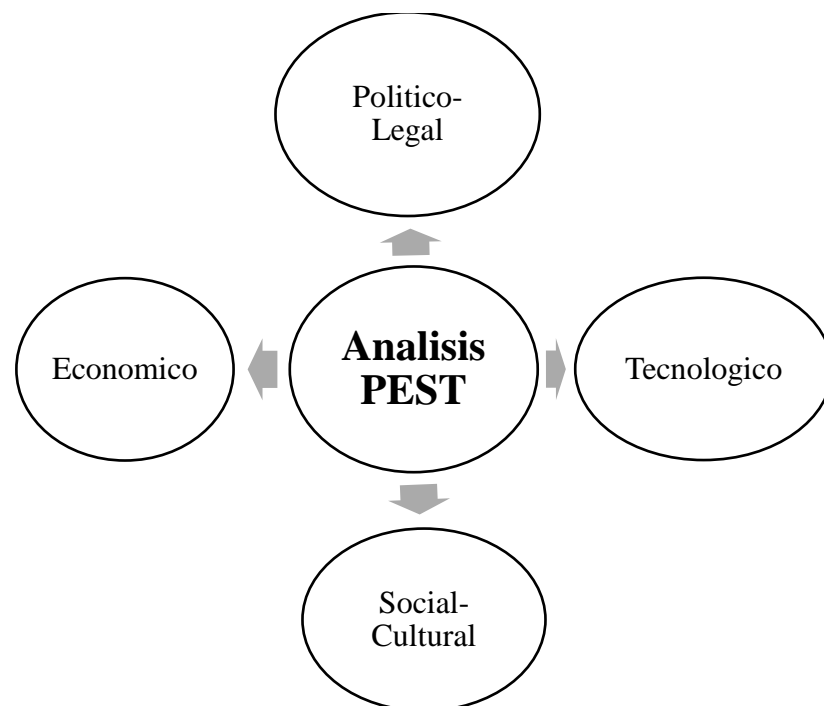 Politico-
Legal
Economico
Analisis
PEST
Tecnologico
Social-
Cultural